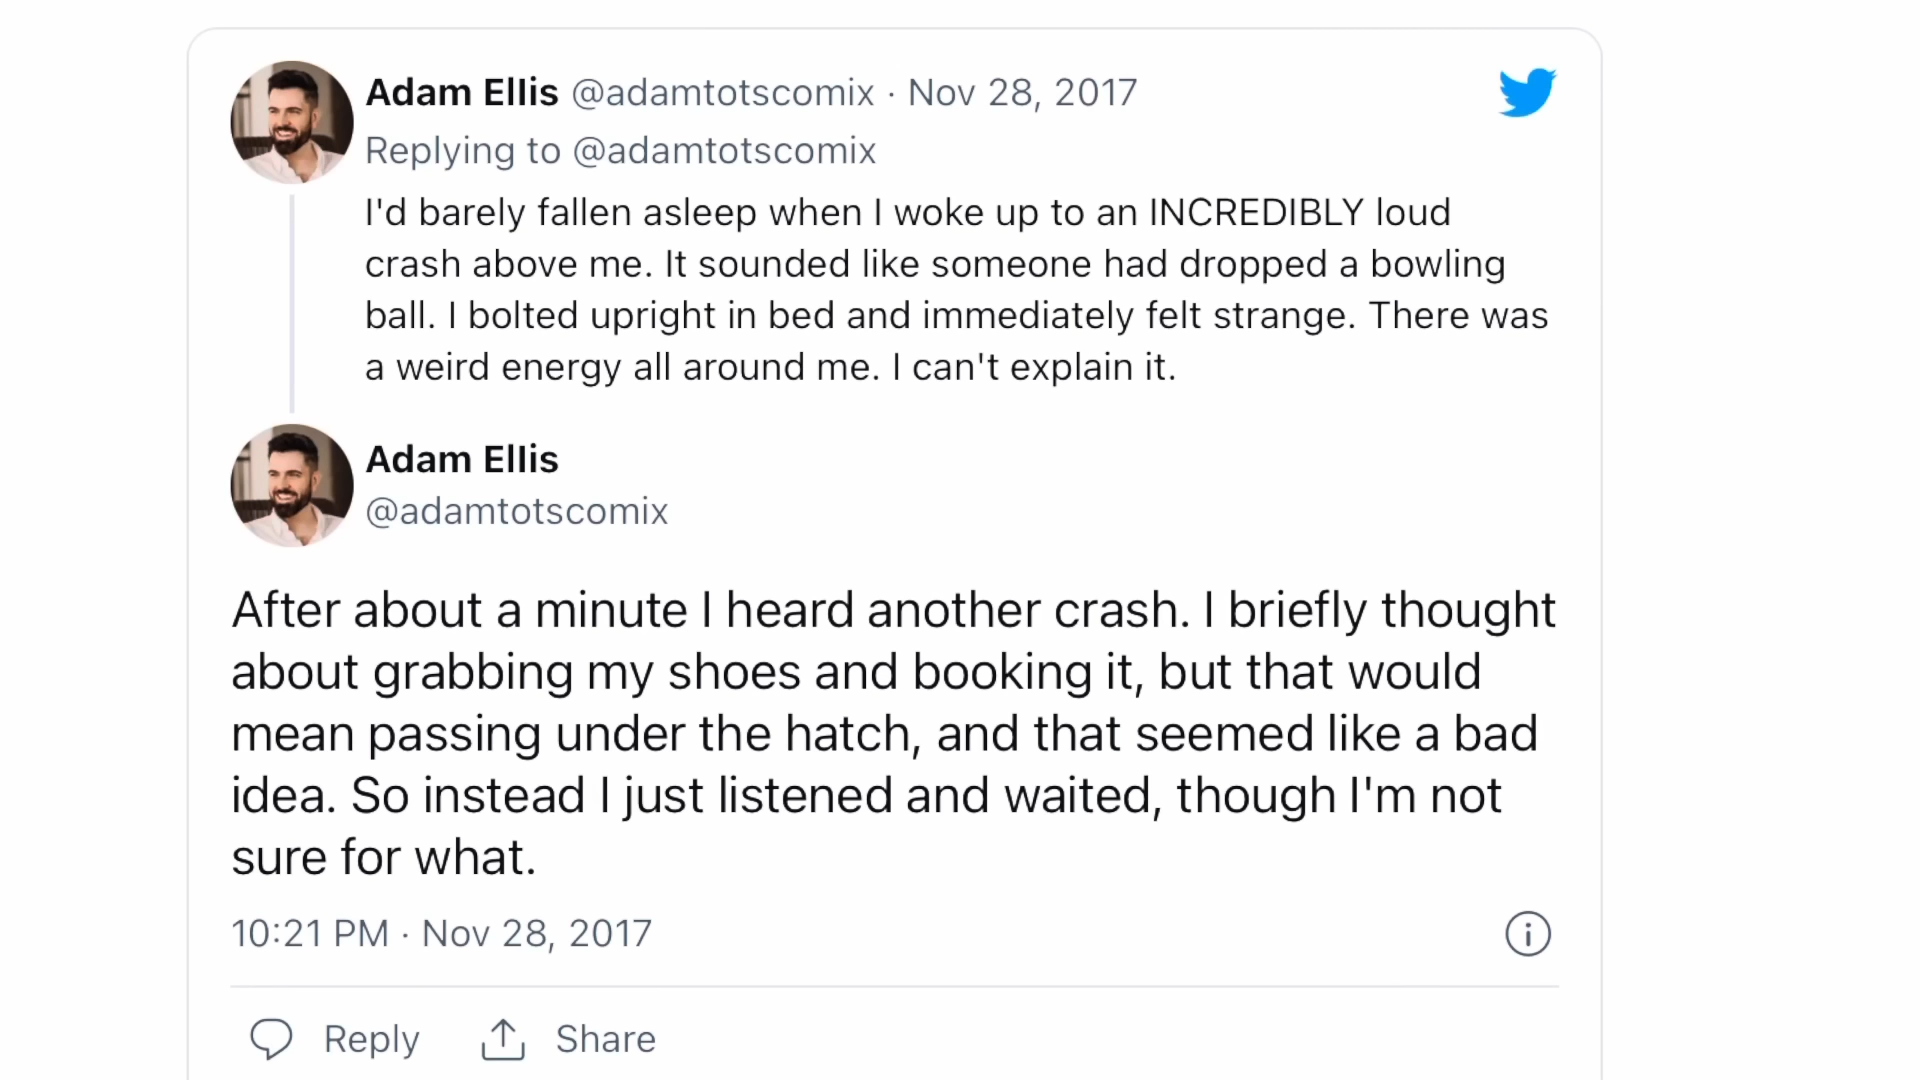 Adam Ellis @adamtotscomix · Nov 28, 2017
Replying to @adamtotscomix
I'd barely fallen asleep when I woke up to an INCREDIBLY loud
crash above me. It sounded like someone had dropped a bowling
ball. I bolted upright in bed and immediately felt strange. There was
a weird energy all around me. I can't explain it.
Adam Ellis
@adamtotscomix
After about a minute I heard another crash. I briefly thought
about grabbing my shoes and booking it, but that would
mean passing under the hatch, and that seemed like a bad
idea. So instead I just listened and waited, though I'm not
sure for what.
10:21 PM · Nov 28, 2017
Reply Share